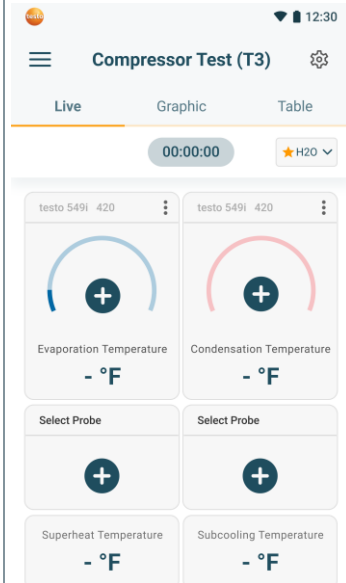 testo
12:30
Compressor Test (T3)
Live Graphic Table
00:00:00
H2O
testo 549i 420
testo 549i 420
Evaporation Temperature
- °F
Condensation Temperature
- °F
Select Probe
Select Probe
Superheat Temperature
- °F
Subcooling Temperature
- °F